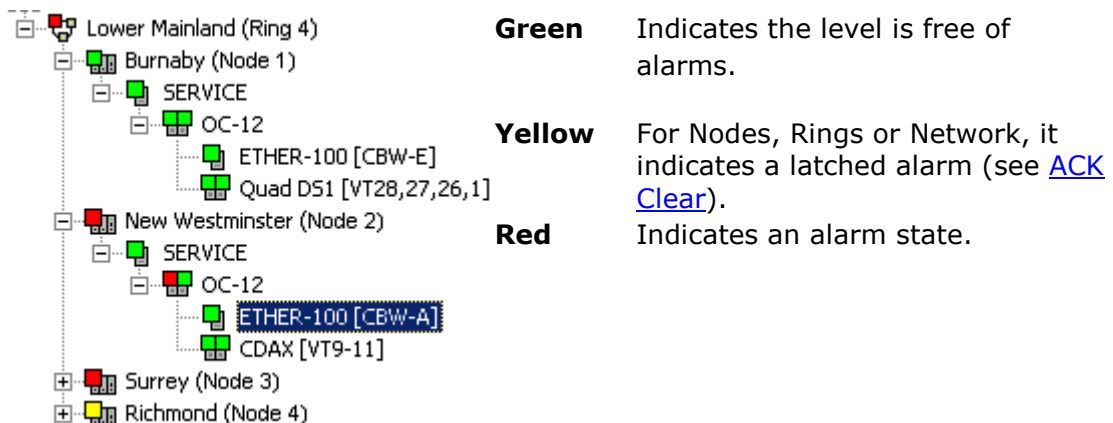 Lower Mainland (Ring 4)
Burnaby (Node 1)
SERVICE
OC-12
ETHER-100 [CBW-E]
Quad DS1 [VT28,27,26,1]
New Westminster (Node 2)
SERVICE
OC-12
ETHER-100 [CBW-A]
CDAX [VT9-11]
Surrey (Node 3)
Richmond (Node 4)
Green Indicates the level is free of
alarms.
Yellow For Nodes, Rings or Network, it
indicates a latched alarm (see ACK
Clear).
Red Indicates an alarm state.